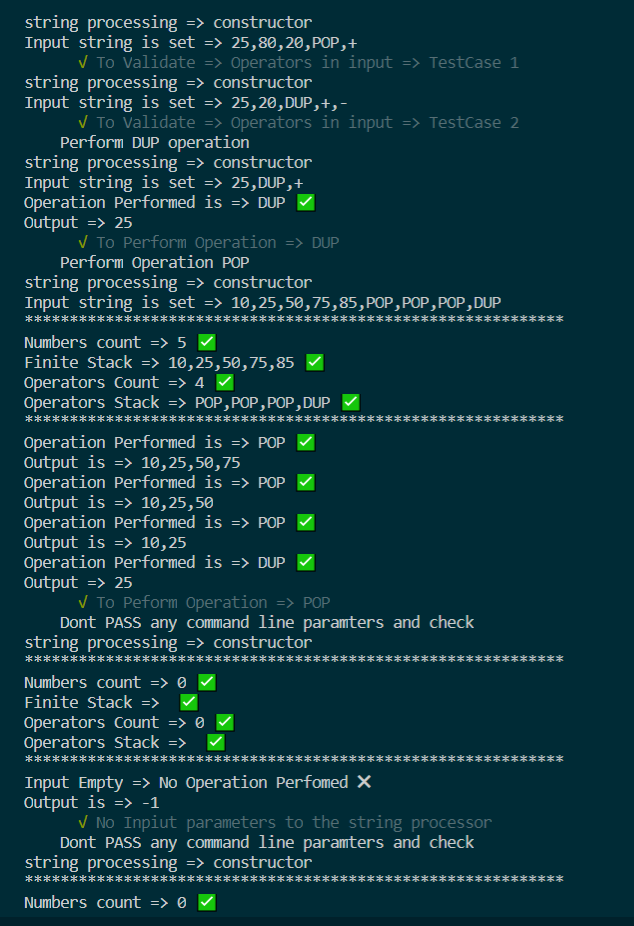 string processing => constructor
Input string is set => 25,80,20,POP,+
√ To Validate => Operators in input => TestCase 1
string processing => constructor
Input string is set => 25,20,DUP,+,-
√ To Validate => Operators in input => TestCase 2
Perform DUP operation
string processing => constructor
Input string is set => 25,DUP,+
Operation Performed is => DUP ✅
Output => 25
√ To Perform Operation => DUP
Perform Operation POP
string processing => constructor
Input string is set => 10,25,50,75,85,POP,POP,POP,DUP
************************************************************
Numbers count => 5 ✅
Finite Stack => 10,25,50,75,85 ✅
Operators Count => 4 ✅
Operators Stack => POP,POP,POP,DUP ✅
************************************************************
Operation Performed is => POP ✅
Output is => 10,25,50,75
Operation Performed is => POP ✅
Output is => 10,25,50
Operation Performed is => POP ✅
Output is => 10,25
Operation Performed is => DUP ✅
Output => 25
√ To Peform Operation => POP
Dont PASS any command line paramters and check
string processing => constructor
************************************************************
Numbers count => 0 ✅
Finite Stack => ✅
Operators Count => 0 ✅
Operators Stack => ✅
************************************************************
Input Empty => No Operation Perfomed ❌
Output is => -1
√ No Inpiut parameters to the string processor
Dont PASS any command line paramters and check
string processing => constructor
************************************************************
Numbers count => 0 ✅